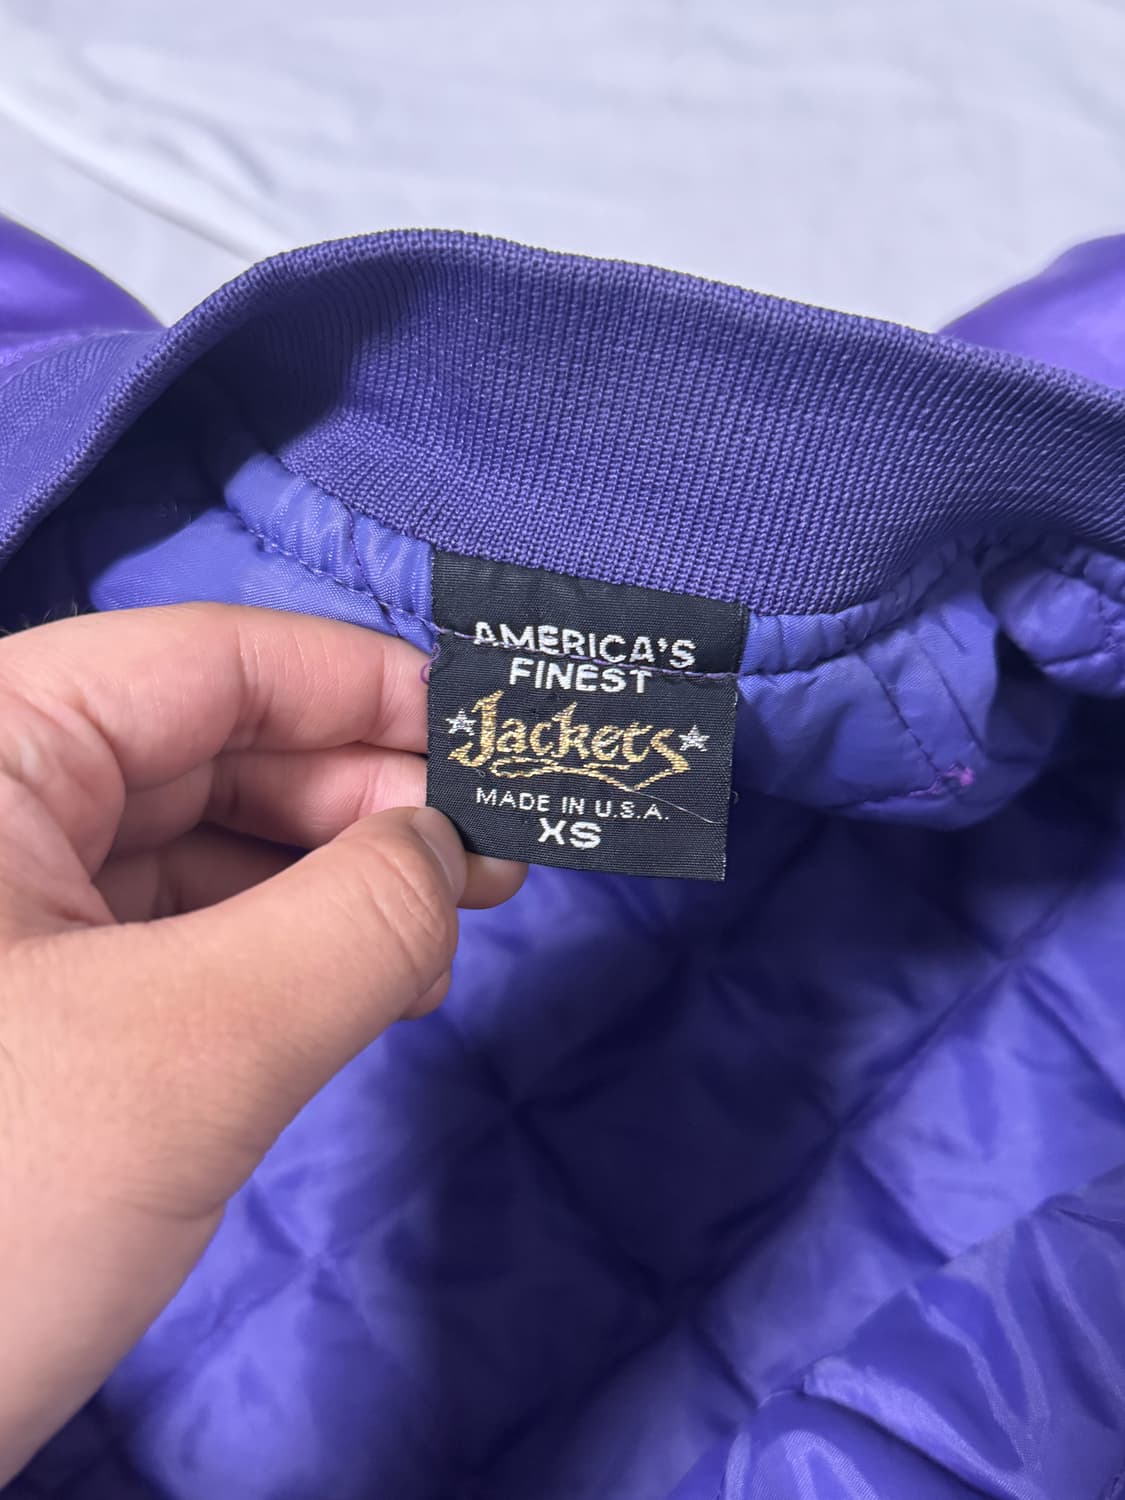 AMERICA'S
FINEST
Jackets
MADE IN U.S.A.
XS